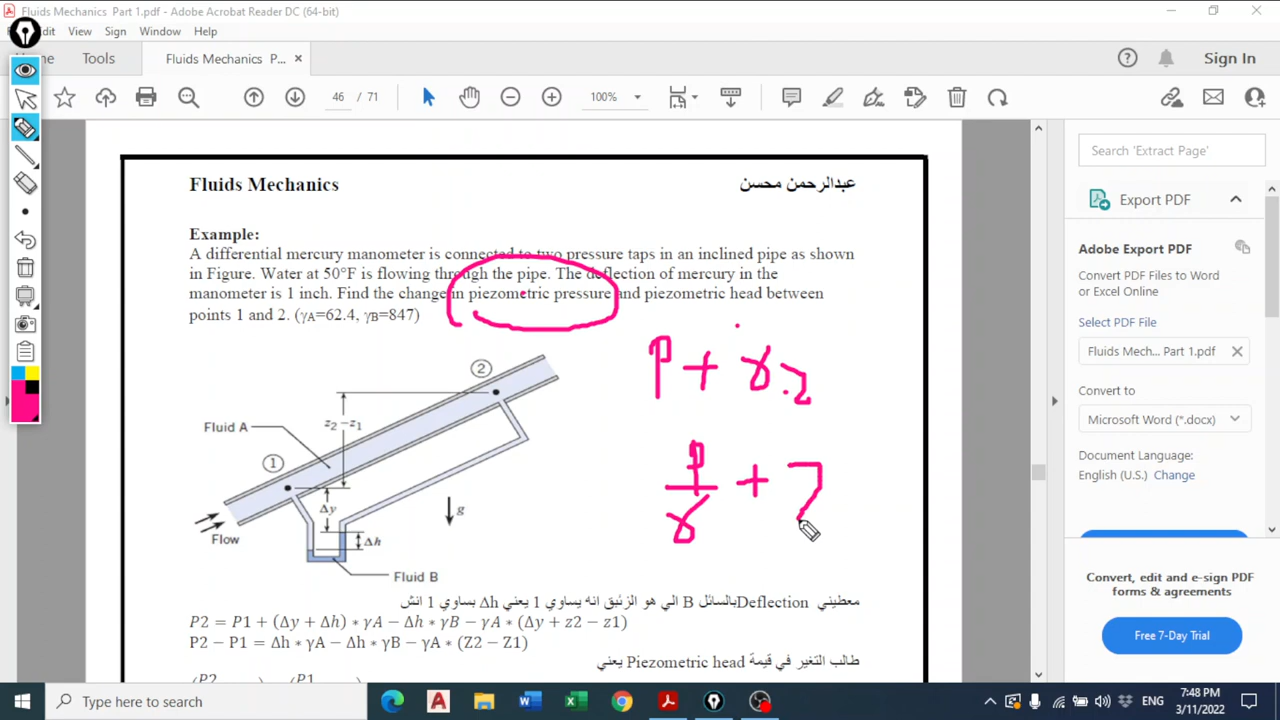 Fluids Mechanics Part 1.pdf - Adobe Acrobat Reader DC (64-bit)
View Sign Window Help
Tools
Fluids Mechanics P...
Sign In
46 / 71
100%
Search 'Extract Page'
Export PDF
Adobe Export PDF
Convert PDF Files to Word
or Excel Online
Select PDF File
Fluids Mech... Part 1.pdf
Convert to
Microsoft Word (*.docx)
Document Language:
English (U.S.) Change
Convert, edit and e-sign PDF
forms & agreements
Free 7-Day Trial
Fluids Mechanics
عبدالرحمن محسن
Example:
A differential mercury manometer is connected to two pressure taps in an inclined pipe as shown
in Figure. Water at 50°F is flowing through the pipe. The deflection of mercury in the
manometer is 1 inch. Find the change in piezometric pressure and piezometric head between
points 1 and 2. (γA=62.4, γB=847)
P + γ.z
P
γ
+ z
2
z2 – z1
Fluid A
1
Δy
g
Flow
Δh
Fluid B
معطيني Deflection بالسائل B الي هو الزئبق انه يساوي 1 يعني Δh يساوي 1 انش
P2 = P1 + (Δy + Δh) ∗ γA − Δh ∗ γB − γA ∗ (Δy + z2 − z1)
P2 − P1 = Δh ∗ γA − Δh ∗ γB − γA ∗ (Z2 − Z1)
طالب التغير في قيمة Piezometric head يعني
P2 P1
Type here to search
ENG
7:48 PM
3/11/2022